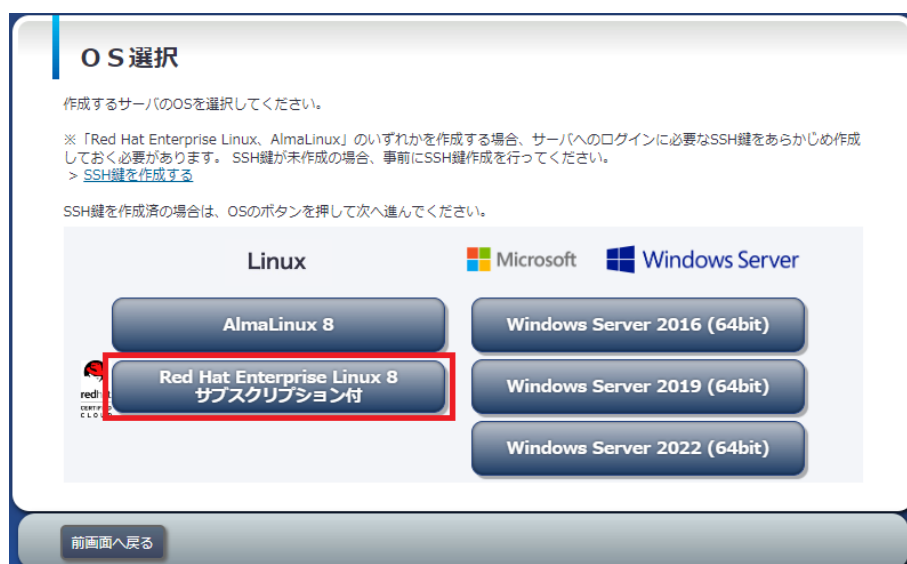 OS選択
作成するサーバのOSを選択してください。
※「Red Hat Enterprise Linux、AlmaLinux」のいずれかを作成する場合、サーバへのログインに必要なSSH鍵をあらかじめ作成
しておく必要があります。 SSH鍵が未作成の場合、事前にSSH鍵作成を行ってください。
> SSH鍵を作成する
SSH鍵を作成済の場合は、OSのボタンを押して次へ進んでください。
Linux
Microsoft Windows Server
AlmaLinux 8
Windows Server 2016 (64bit)
Red Hat Enterprise Linux 8
サブスクリプション付
Windows Server 2019 (64bit)
Windows Server 2022 (64bit)
前画面へ戻る